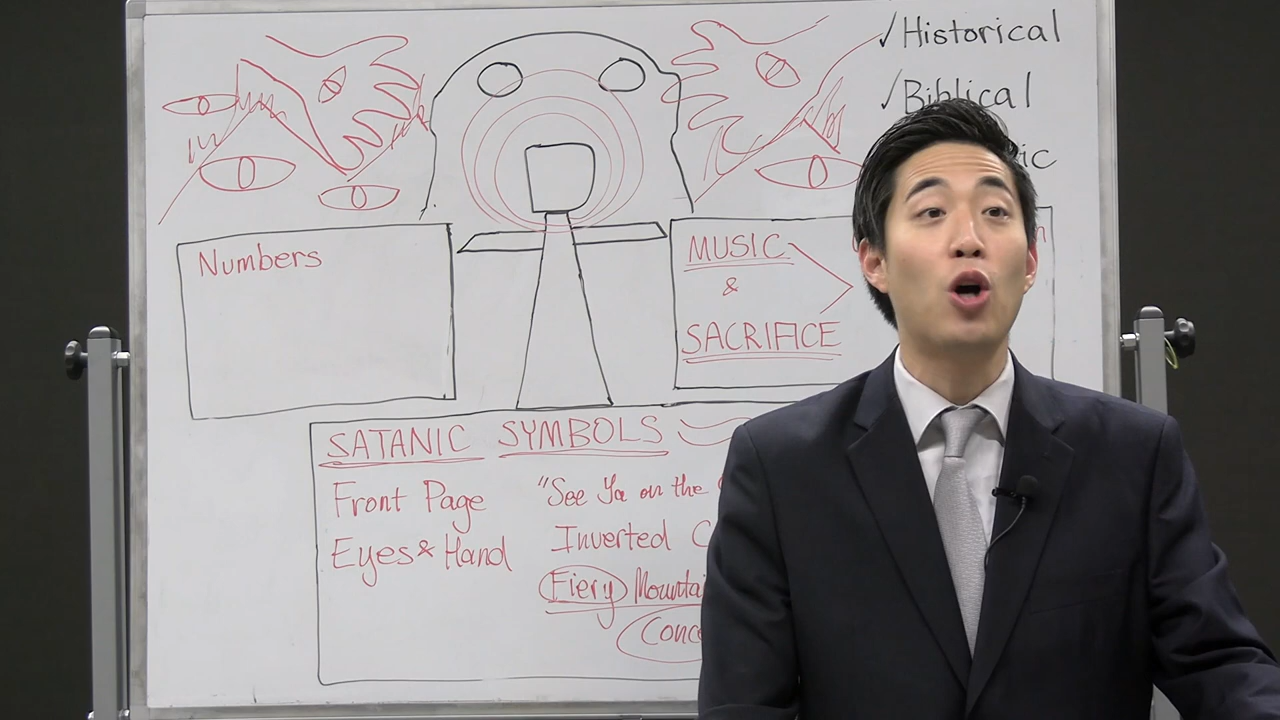 ✓Historical
✓Biblical
Numbers
MUSIC
&
SACRIFICE
SATANIC SYMBOLS
Front Page
Eyes & Hand
"See Ya on the
Inverted
Fiery